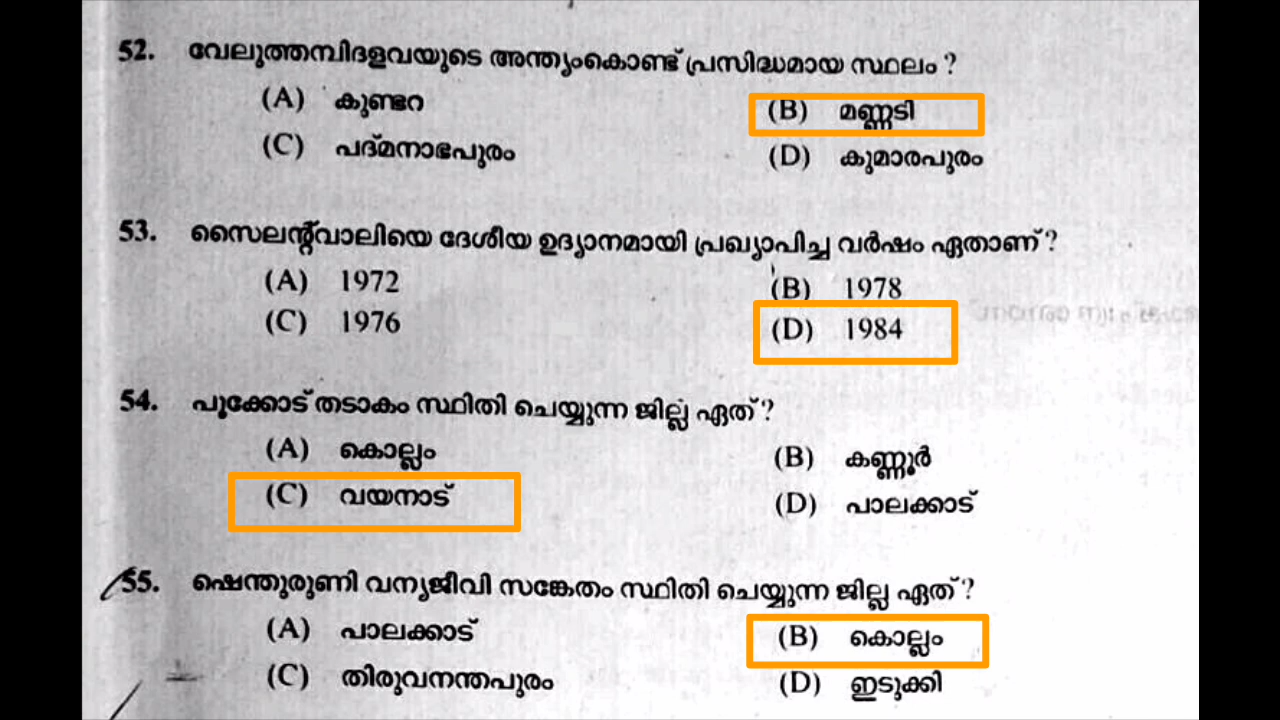 52. വേലുത്തമ്പിദളവയുടെ അന്ത്യംകൊണ്ട് പ്രസിദ്ധമായ സ്ഥലം ?
(A) കുണ്ടറ (B) മണ്ണടി
(C) പദ്മനാഭപുരം (D) കുമാരപുരം
53. സൈലന്റ്‌വാലിയെ ദേശീയ ഉദ്യാനമായി പ്രഖ്യാപിച്ച വർഷം ഏതാണ് ?
(A) 1972 (B) 1978
(C) 1976 (D) 1984
54. പൂക്കോട് തടാകം സ്ഥിതി ചെയ്യുന്ന ജില്ല ഏത് ?
(A) കൊല്ലം (B) കണ്ണൂർ
(C) വയനാട് (D) പാലക്കാട്
55. ഷെന്തുരുണി വന്യജീവി സങ്കേതം സ്ഥിതി ചെയ്യുന്ന ജില്ല ഏത് ?
(A) പാലക്കാട് (B) കൊല്ലം
(C) തിരുവനന്തപുരം (D) ഇടുക്കി